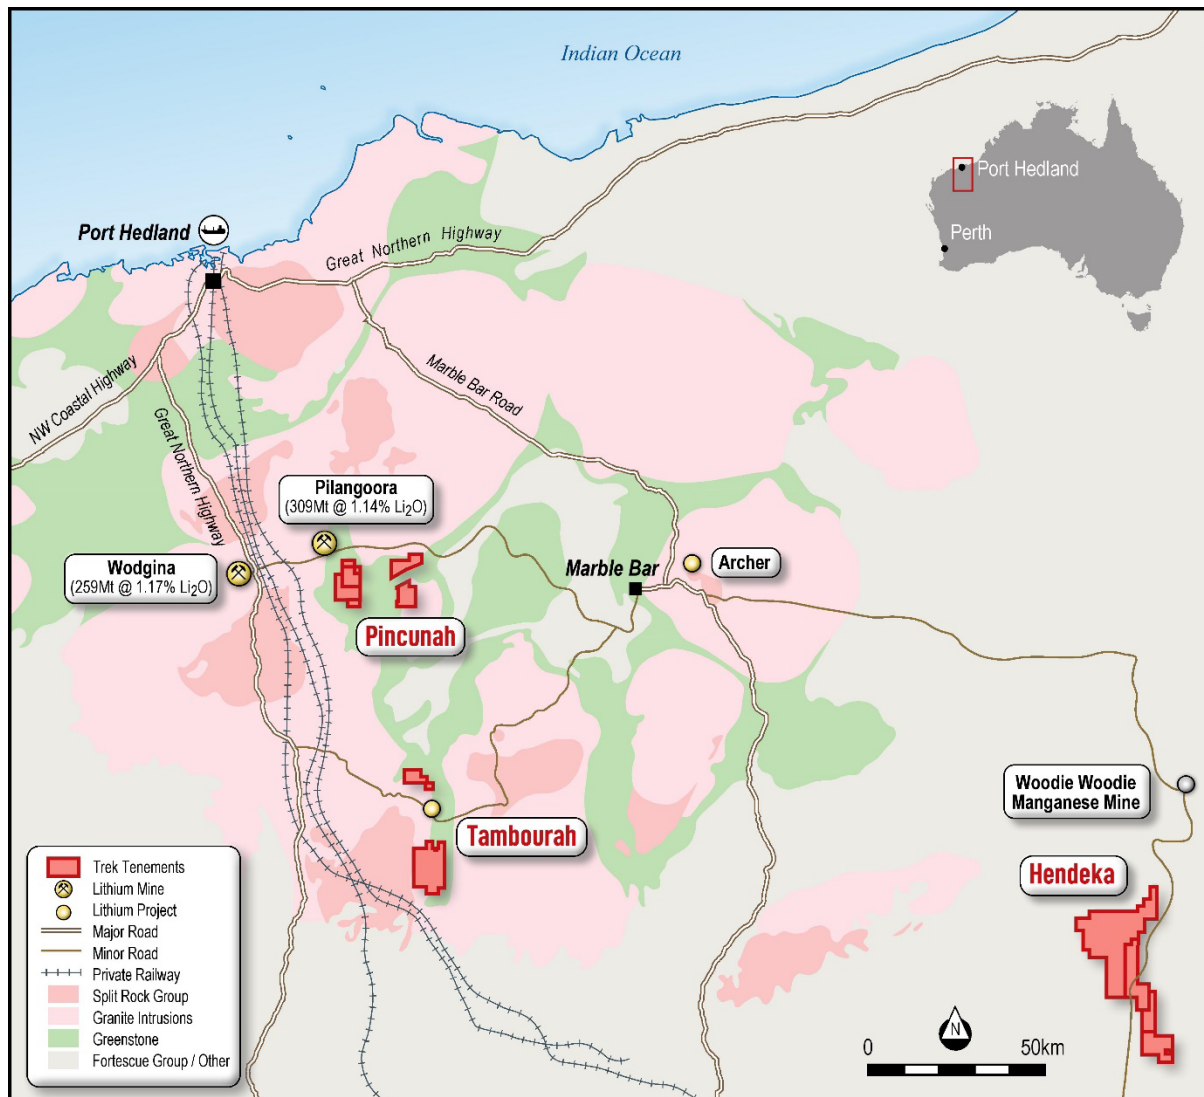 Indian Ocean
Port Hedland
Perth
Port Hedland
Great Northern Highway
NW Coastal Highway
Marble Bar Road
Great Northern Highway
Pilangoora
(309Mt @ 1.14% Li₂O)
Wodgina
(259Mt @ 1.17% Li₂O)
Marble Bar
Archer
Pincunah
Woodie Woodie
Manganese Mine
Tambourah
Hendeka
Trek Tenements
Lithium Mine
Lithium Project
Major Road
Minor Road
Private Railway
Split Rock Group
Granite Intrusions
Greenstone
Fortescue Group / Other
N
0 50km